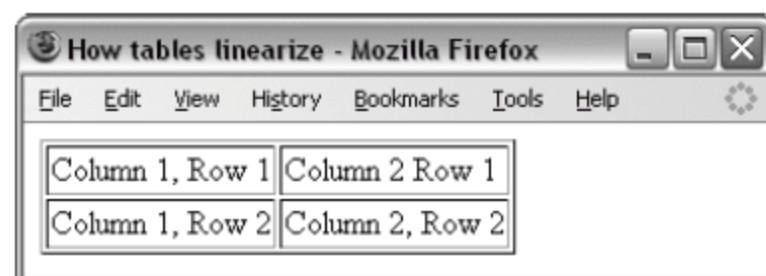 How tables linearize - Mozilla Firefox
File Edit View History Bookmarks Tools Help
Column 1, Row 1 Column 2 Row 1
Column 1, Row 2 Column 2, Row 2